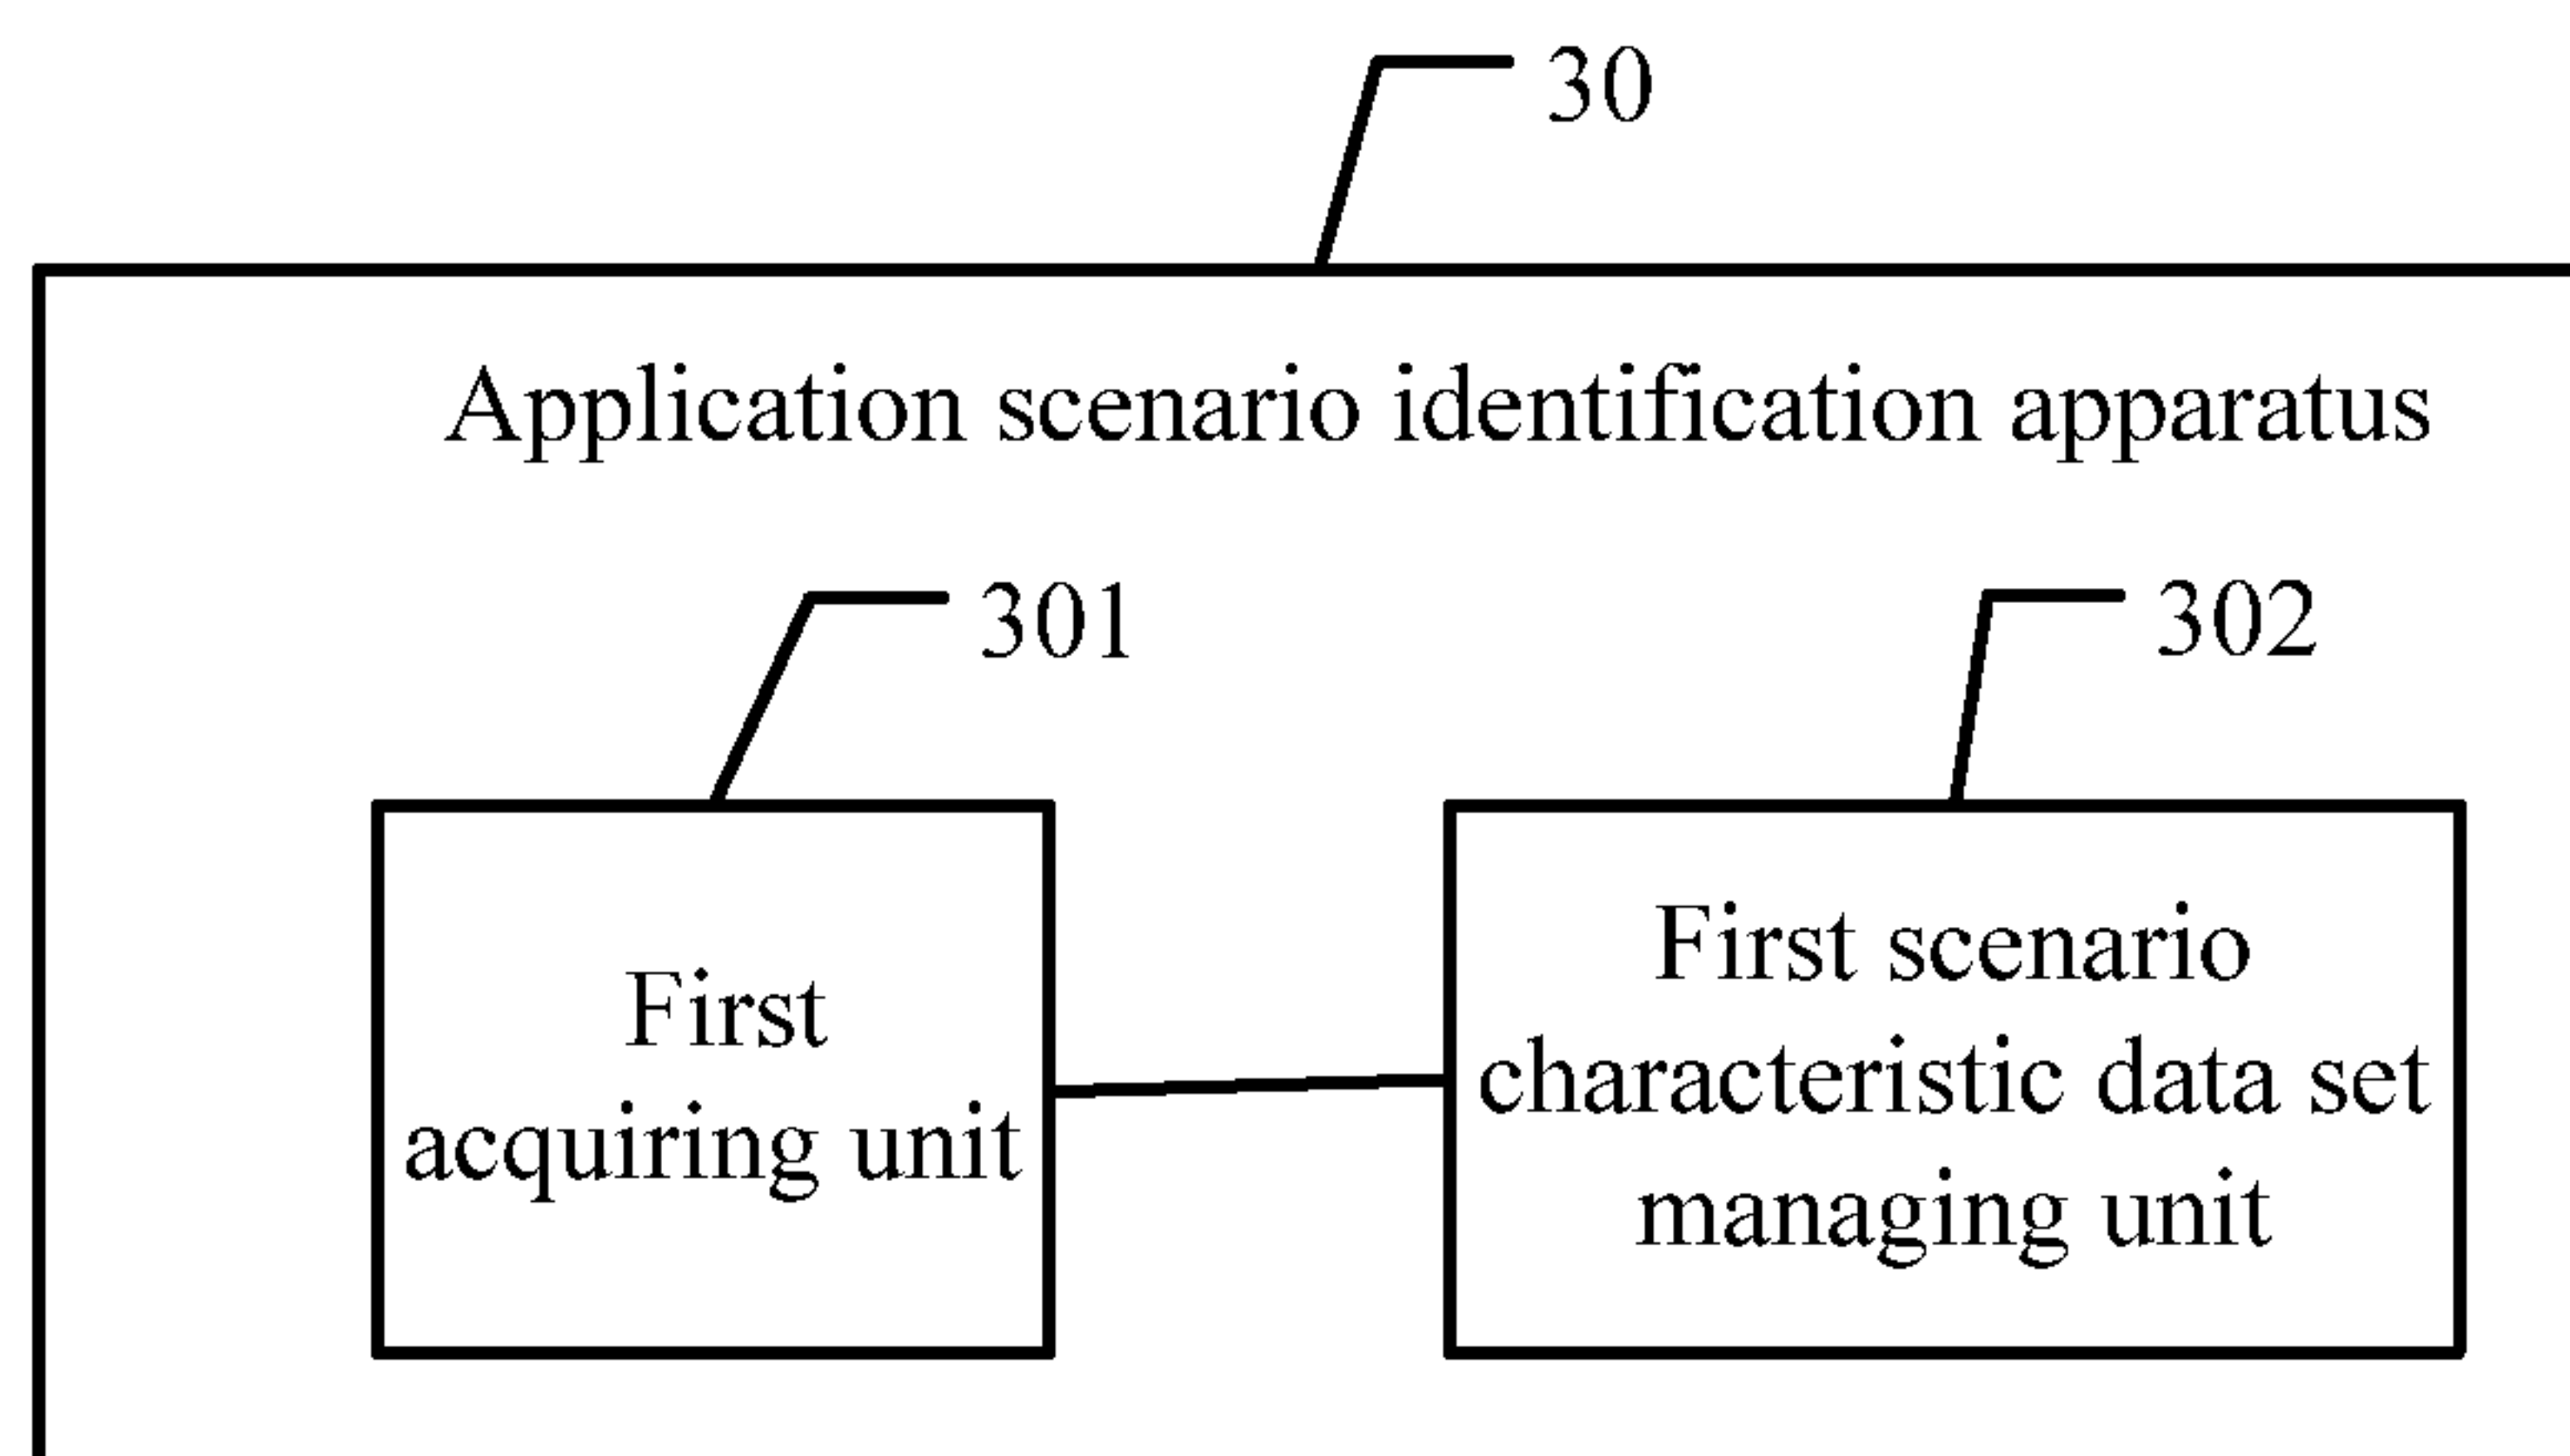 30
Application scenario identification apparatus
301
302
First
acquiring unit
First scenario
characteristic data set
managing unit